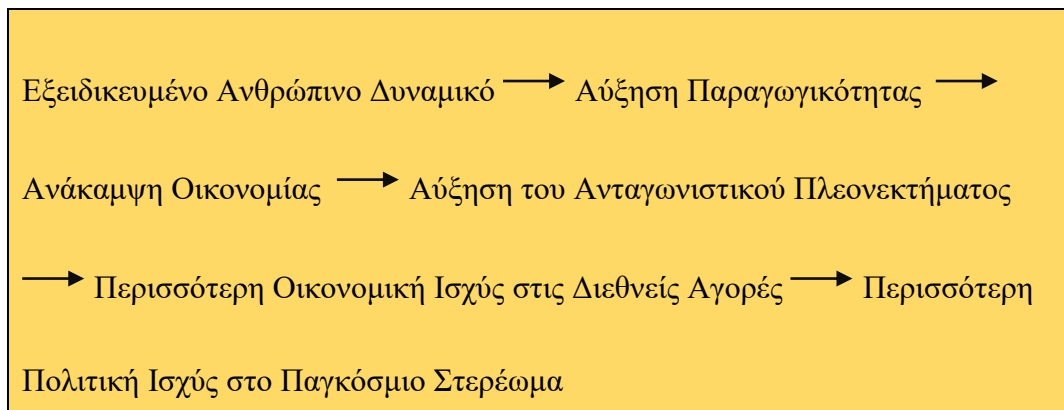 Εξειδικευμένο Ανθρώπινο Δυναμικό → Αύξηση Παραγωγικότητας →
Ανάκαμψη Οικονομίας → Αύξηση του Ανταγωνιστικού Πλεονεκτήματος
→ Περισσότερη Οικονομική Ισχύς στις Διεθνείς Αγορές → Περισσότερη
Πολιτική Ισχύς στο Παγκόσμιο Στερέωμα